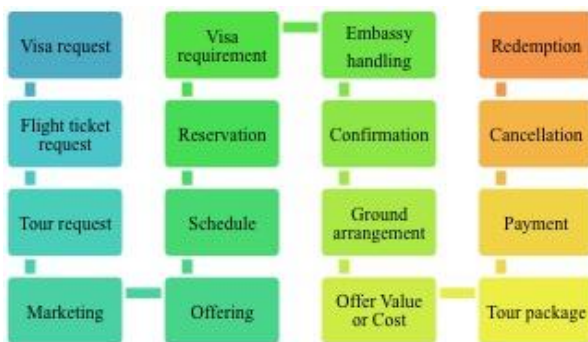 Visa request
Flight ticket
request
Tour request
Marketing
Visa
requirement
Reservation
Schedule
Offering
Embassy
handling
Confirmation
Ground
arrangement
Offer Value
or Cost
Redemption
Cancellation
Payment
Tour package